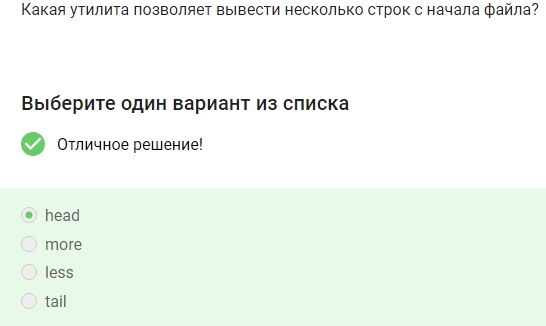 Какая утилита позволяет вывести несколько строк с начала файла?
Выберите один вариант из списка
Отличное решение!
head
more
less
tail